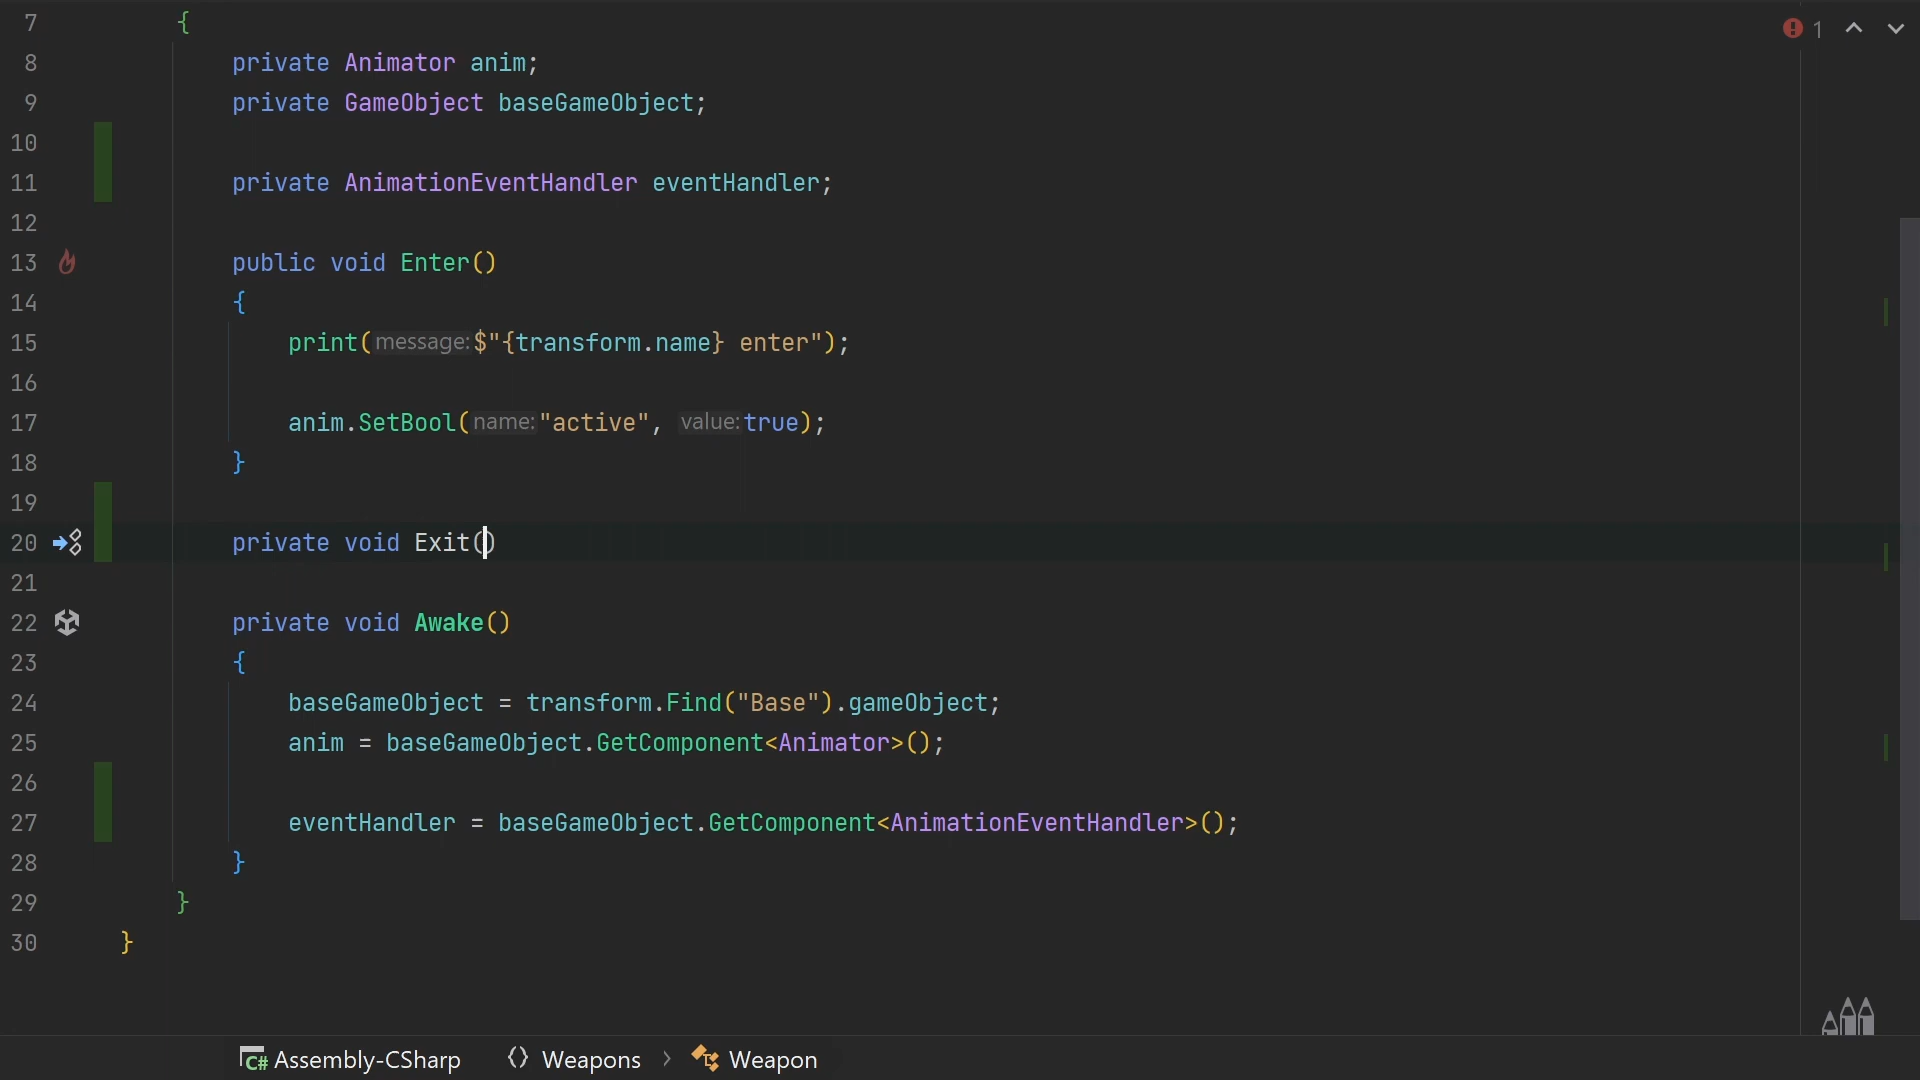 7 {
8 private Animator anim;
9 private GameObject baseGameObject;
10
11 private AnimationEventHandler eventHandler;
12
13 public void Enter()
14 {
15 print(message:$"{transform.name} enter");
16
17 anim.SetBool(name:"active", value:true);
18 }
19
20 private void Exit()
21
22 private void Awake()
23 {
24 baseGameObject = transform.Find("Base").gameObject;
25 anim = baseGameObject.GetComponent<Animator>();
26
27 eventHandler = baseGameObject.GetComponent<AnimationEventHandler>();
28 }
29 }
30 }
1
C# Assembly-CSharp {} Weapons > Weapon